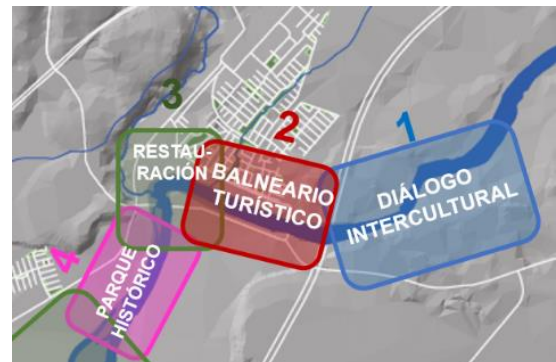 3
RESTAU-
RACIÓN
2
BALNEARIO
TURÍSTICO
1
DIÁLOGO
INTERCULTURAL
4
PARQUE
HISTÓRICO